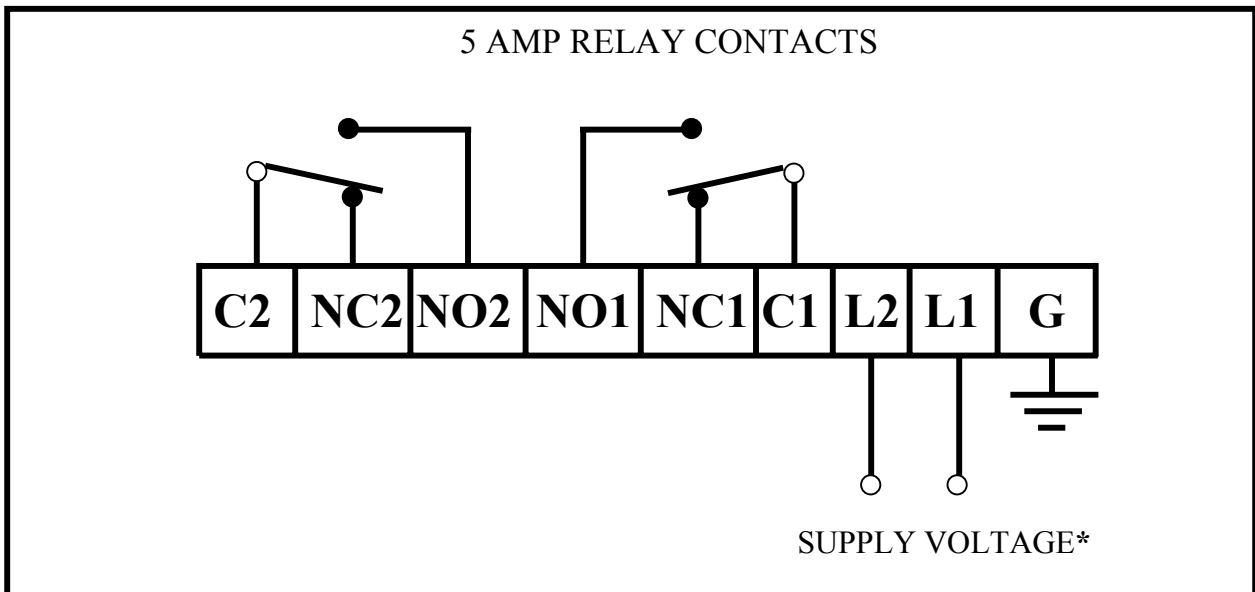 5 AMP RELAY CONTACTS
C2 NC2 NO2 NO1 NC1 C1 L2 L1 G
SUPPLY VOLTAGE*